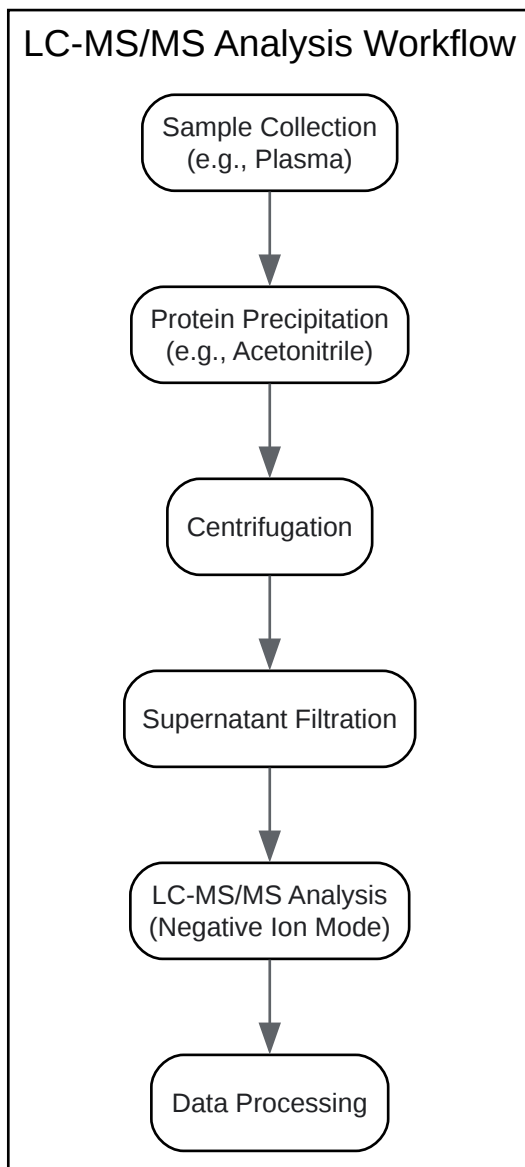 LC-MS/MS Analysis Workflow
Sample Collection
(e.g., Plasma)
Protein Precipitation
(e.g., Acetonitrile)
Centrifugation
Supernatant Filtration
LC-MS/MS Analysis
(Negative Ion Mode)
Data Processing